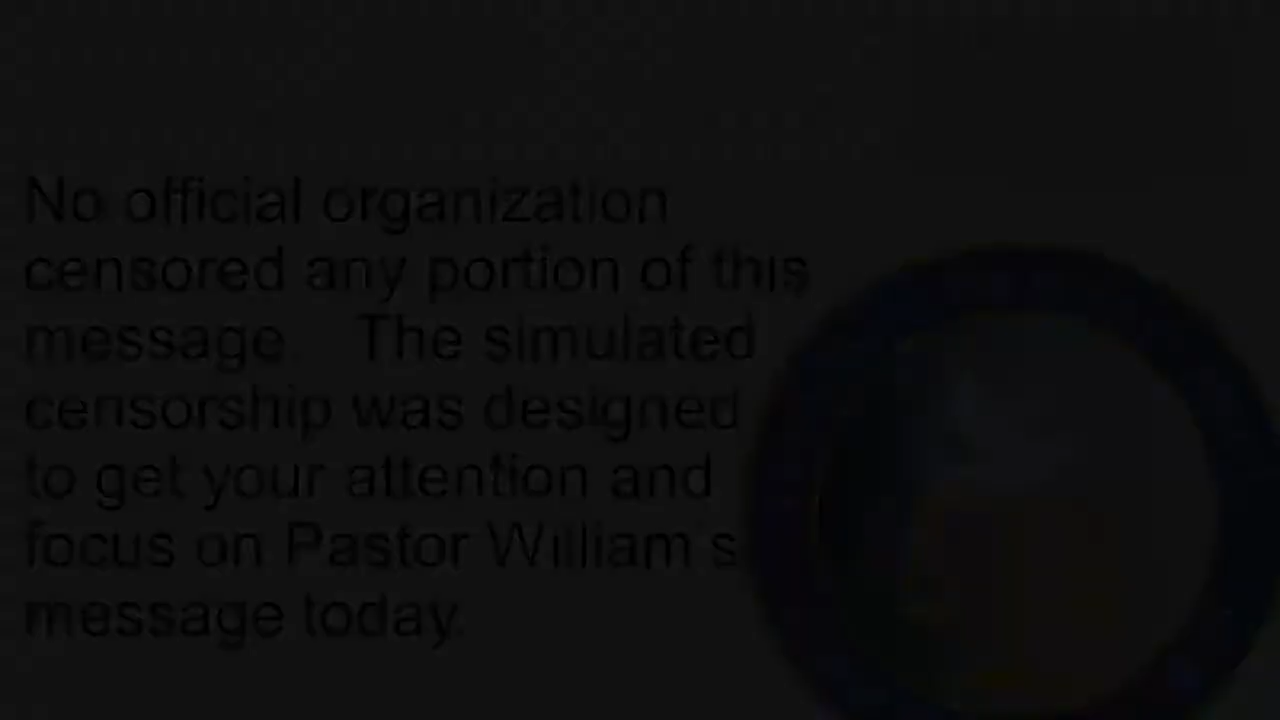 No official organization
censored any portion of this
message. The simulated
censorship was designed
to get your attention and
focus on Pastor William's
message today.